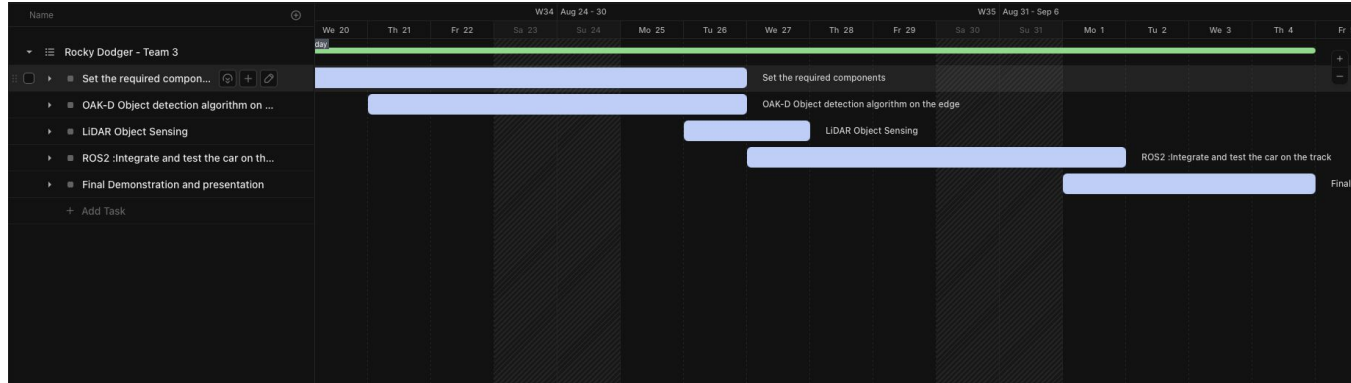 Name
W34 Aug 24 - 30
W35 Aug 31 - Sep 6
We 20 Th 21 Fr 22 Sa 23 Su 24 Mo 25 Tu 26 We 27 Th 28 Fr 29 Sa 30 Su 31 Mo 1 Tu 2 We 3 Th 4 Fr
day
Rocky Dodger - Team 3
Set the required compon...
Set the required components
OAK-D Object detection algorithm on ...
OAK-D Object detection algorithm on the edge
LiDAR Object Sensing
LiDAR Object Sensing
ROS2 :Integrate and test the car on th...
ROS2 :Integrate and test the car on the track
Final Demonstration and presentation
Final
+ Add Task